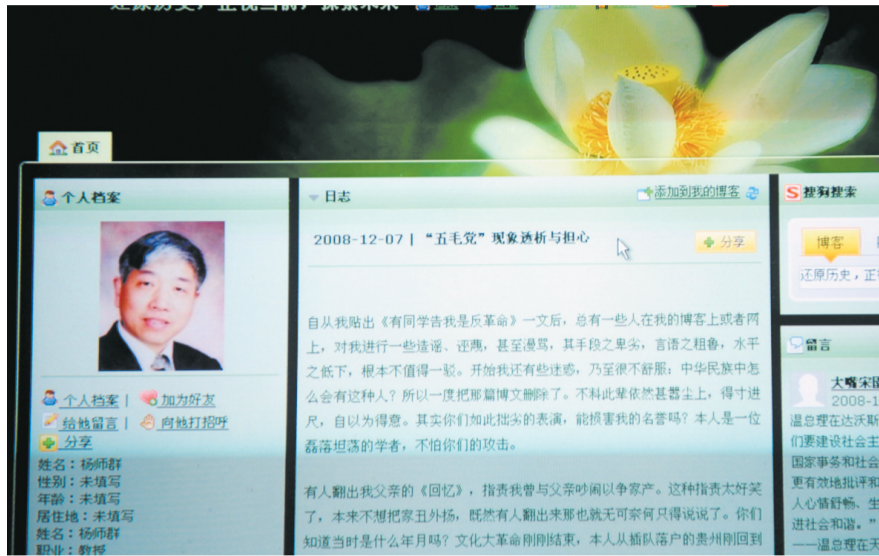 首页
个人档案
个人档案 | 加为好友
给他留言 | 向他打招呼
分享
姓名：杨师群
性别：未填写
年龄：未填写
居住地：未填写
姓名：杨师群
职业：教授
日志
添加到我的博客
2008-12-07 | “五毛党”现象透析与担心
分享
自从我贴出《有同学告我是反革命》一文后，总有一些人在我的博客上或者网
上，对我进行一些造谣、诬蔑，甚至漫骂，其手段之卑劣，言语之粗鲁，水平
之低下，根本不值得一驳。开始我还有些迷惑，乃至很不舒服：中华民族中怎
么会有这种人？所以一度把那篇博文删除了。不料此辈依然甚嚣尘上，得寸进
尺，自以为得意。其实你们如此拙劣的表演，能损害我的名誉吗？本人是一位
磊落坦荡的学者，不怕你们的攻击。
有人翻出我父亲的《回忆》，指责我曾与父亲吵闹以争家产。这种指责太好笑
了，本来不想把家丑外扬，既然有人翻出来那也就无可奈何只得说说了。你们
知道当时是什么年月吗？文化大革命刚刚结束，本人从插队落户的贵州刚回到
搜狗搜索
博客
还原历史，正
留言
大嘴宋
2008-1
温总理在达沃斯
们要建设社会主
国家事务和社会
更有效地批评和
人心情舒畅、生
进社会和谐。”
——温总理在天